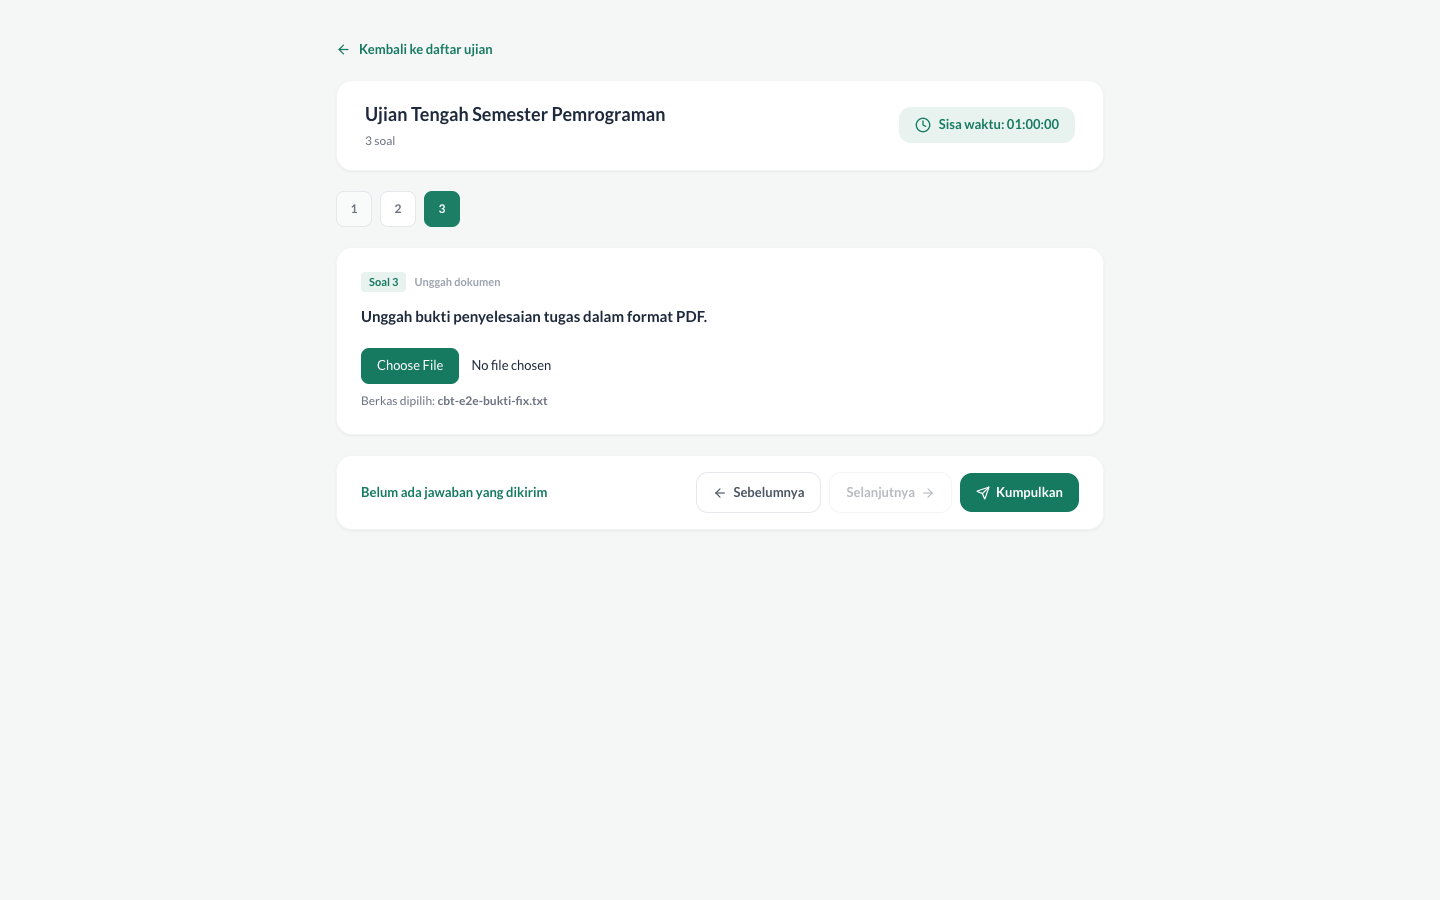 Kembali ke daftar ujian
Ujian Tengah Semester Pemrograman
3 soal
Sisa waktu: 01:00:00
1 2 3
Soal 3 Unggah dokumen
Unggah bukti penyelesaian tugas dalam format PDF.
Choose File No file chosen
Berkas dipilih: cbt-e2e-bukti-fix.txt
Belum ada jawaban yang dikirim
Sebelumnya Selanjutnya Kumpulkan